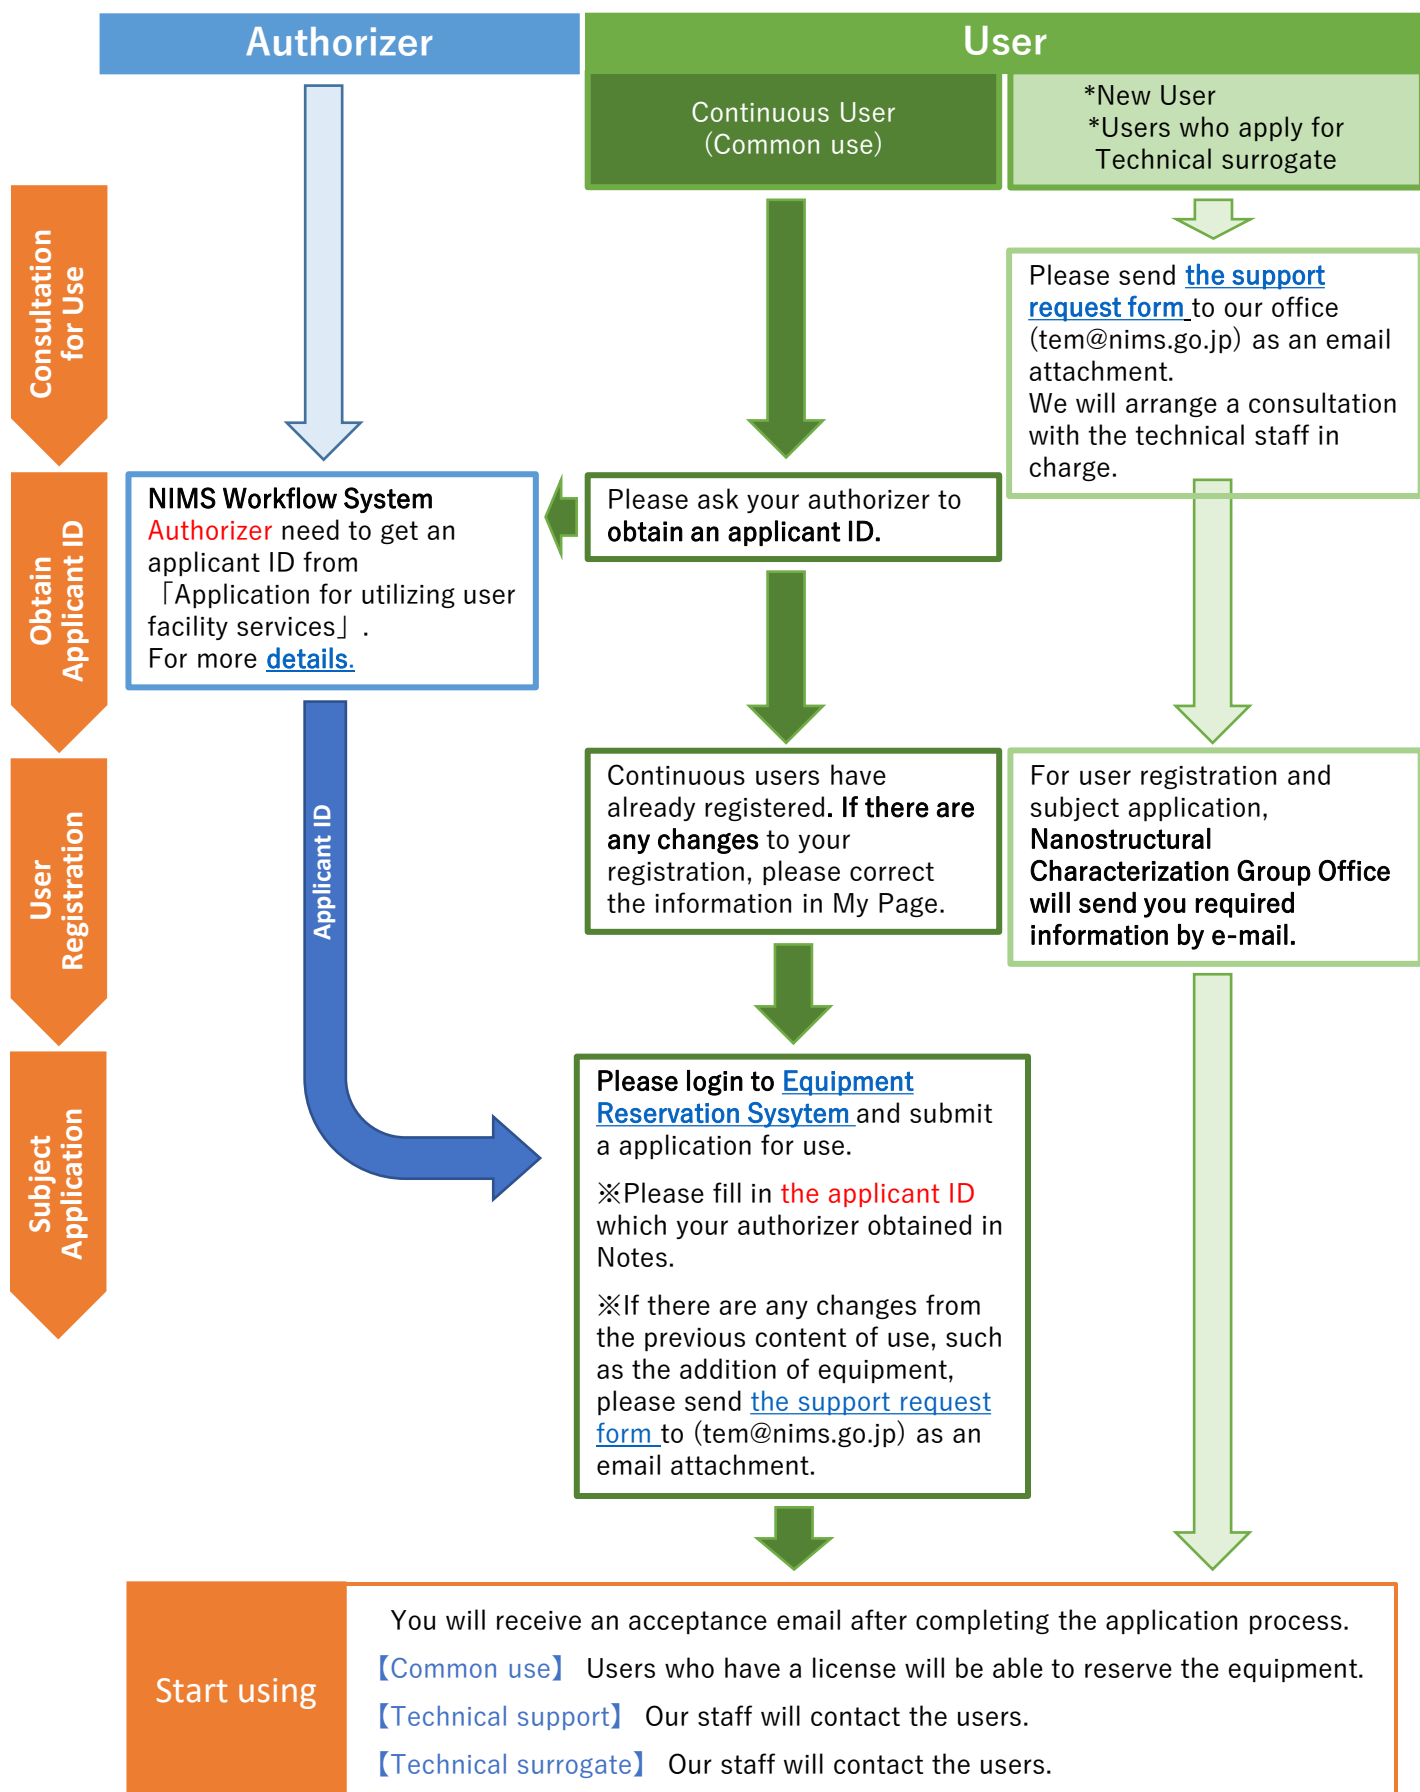 Authorizer
User
Continuous User
(Common use)
*New User
*Users who apply for
Technical surrogate
Consultation
for Use
Please send the support
request form to our office
(tem@nims.go.jp) as an email
attachment.
We will arrange a consultation
with the technical staff in
charge.
Obtain
Applicant ID
NIMS Workflow System
Authorizer need to get an
applicant ID from
「Application for utilizing user
facility services」.
For more details.
Please ask your authorizer to
obtain an applicant ID.
User
Registration
Applicant ID
Continuous users have
already registered. If there are
any changes to your
registration, please correct
the information in My Page.
For user registration and
subject application,
Nanostructural
Characterization Group Office
will send you required
information by e-mail.
Subject
Application
Please login to Equipment
Reservation Sysytem and submit
a application for use.
※Please fill in the applicant ID
which your authorizer obtained in
Notes.
※If there are any changes from
the previous content of use, such
as the addition of equipment,
please send the support request
form to (tem@nims.go.jp) as an
email attachment.
Start using
You will receive an acceptance email after completing the application process.
【Common use】 Users who have a license will be able to reserve the equipment.
【Technical support】 Our staff will contact the users.
【Technical surrogate】 Our staff will contact the users.